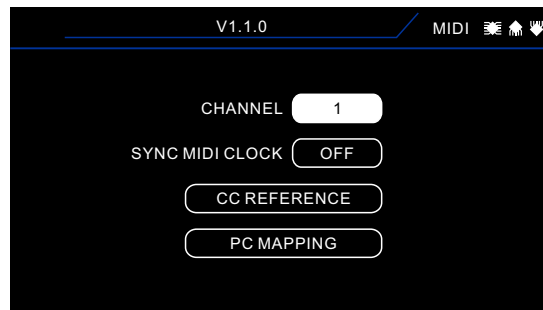 V1.1.0 MIDI
CHANNEL 1
SYNC MIDI CLOCK OFF
CC REFERENCE
PC MAPPING